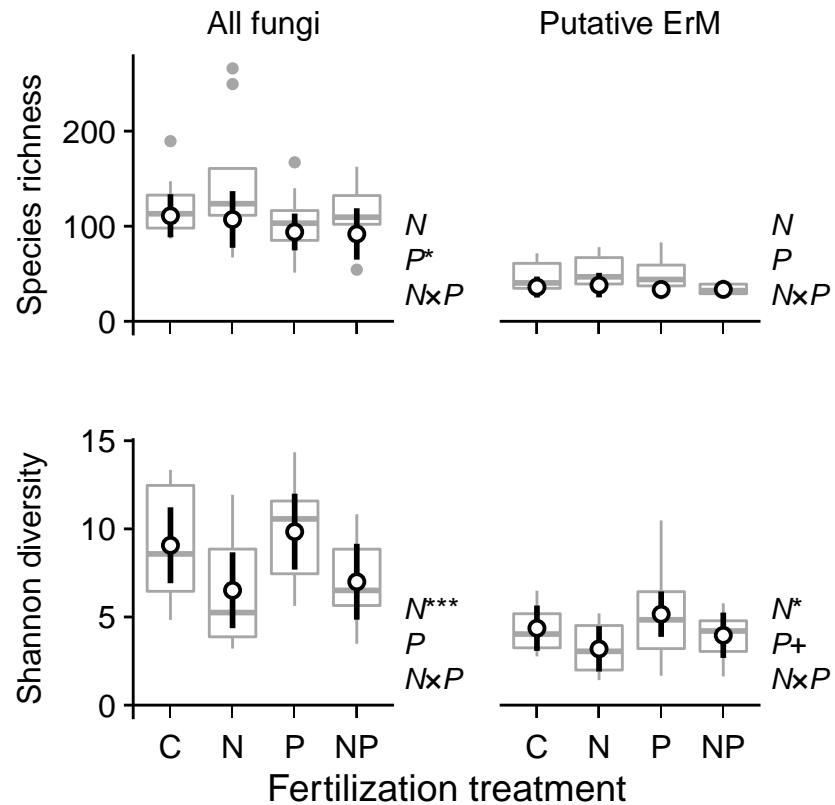 All fungi
Putative ErM
Species richness
200
100
0
N
P*
N×P
N
P
N×P
Shannon diversity
15
10
5
0
N***
P
N×P
N*
P+
N×P
C N P NP
C N P NP
Fertilization treatment